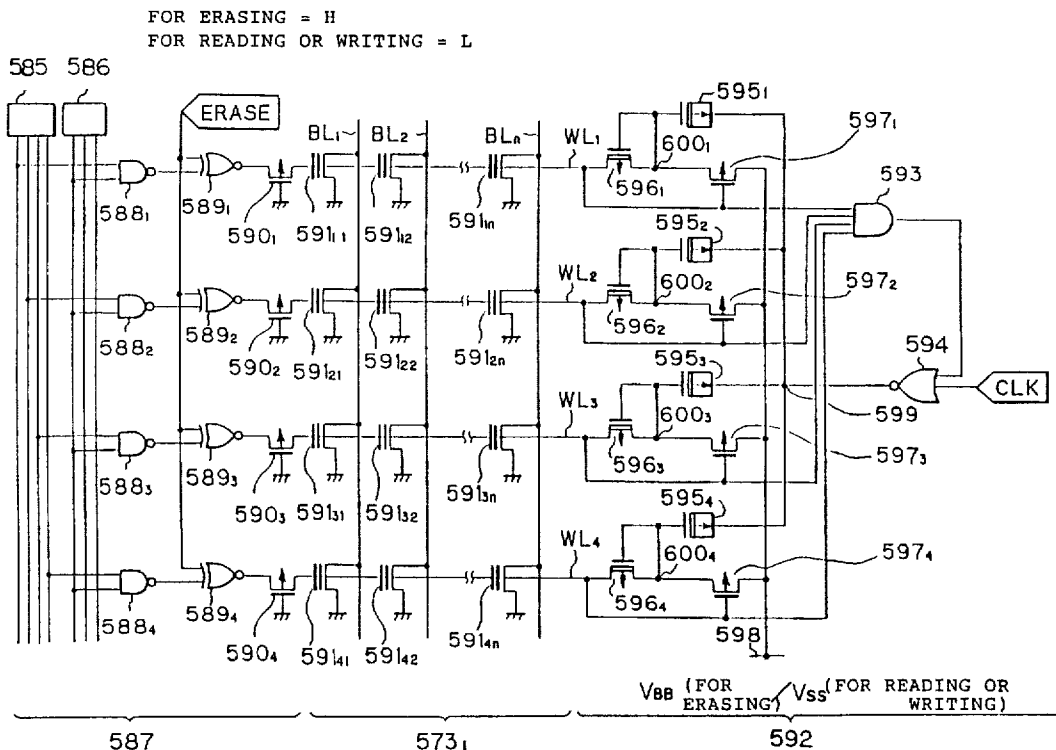 FOR ERASING = H
FOR READING OR WRITING = L
585 586
ERASE
BL₁ BL₂ BLₙ
595₁
WL₁ 600₁ 597₁
596₁
593
588₁ 589₁ 590₁ 591₁₁ 591₁₂ 591₁ₙ
595₂
WL₂ 600₂ 597₂
596₂
588₂ 589₂ 590₂ 591₂₁ 591₂₂ 591₂ₙ
594
CLK
599
595₃
WL₃ 600₃ 597₃
596₃
588₃ 589₃ 590₃ 591₃₁ 591₃₂ 591₃ₙ
595₄
WL₄ 600₄ 597₄
596₄
588₄ 589₄ 590₄ 591₄₁ 591₄₂ 591₄ₙ
598
VBB (FOR ERASING) / VSS (FOR READING OR WRITING)
587 573₁ 592